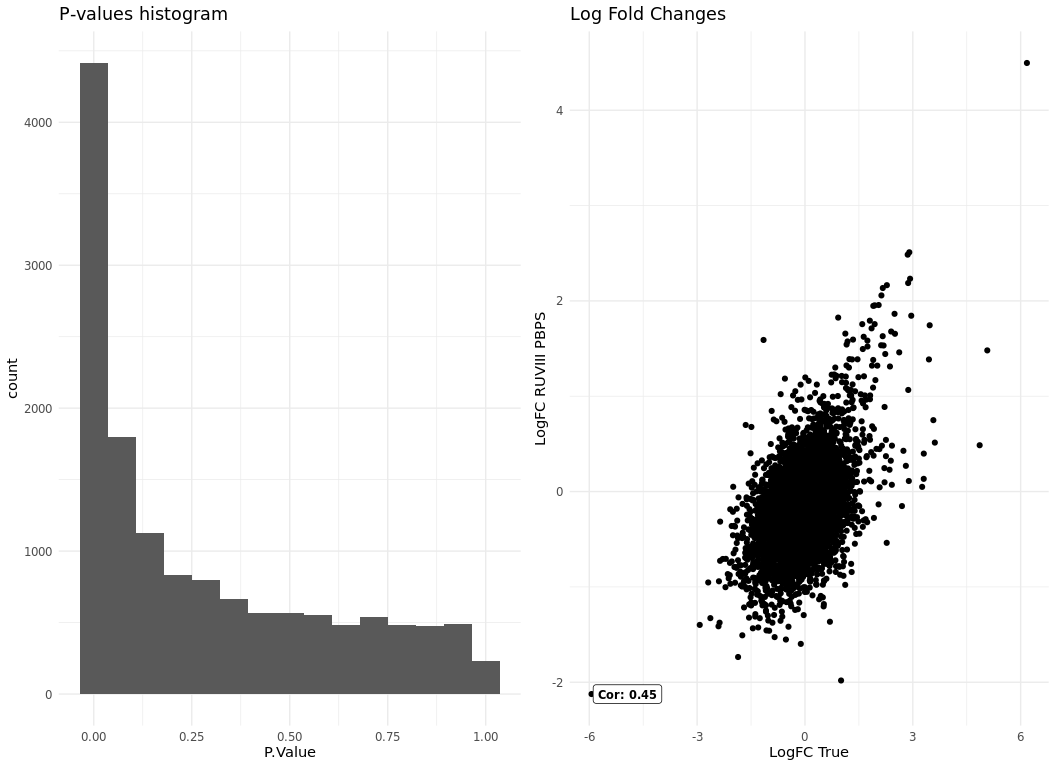 P-values histogram
count
4000
3000
2000
1000
0
0.00
0.25
0.50
0.75
1.00
P.Value
Log Fold Changes
LogFC RUVIII PBPS
4
2
0
-2
Cor: 0.45
-6
-3
0
3
6
LogFC True